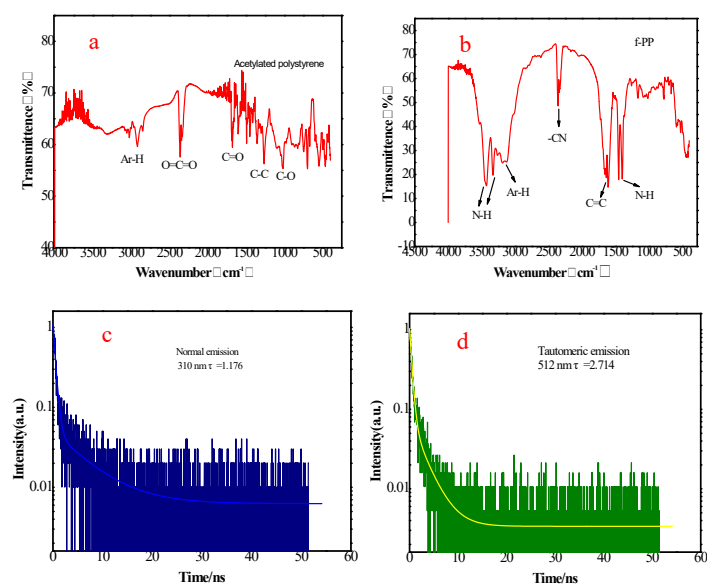 a
Acetylated polystyrene
Ar-H
O=C=O
C=O
C-C
C-O
80
70
60
50
40
4000 3500 3000 2500 2000 1500 1000 500
Transmittence(%)
Wavenumber(cm⁻¹)
b
f-PP
-CN
N-H
Ar-H
C=C
N-H
80
70
60
50
40
30
20
10
0
-10
4500 4000 3500 3000 2500 2000 1500 1000 500
Transmittence(%)
Wavenumber(cm⁻¹)
c
Normal emission
310 nm τ =1.176
1
0.1
0.01
0 10 20 30 40 50 60
Intensity(a.u.)
Time/ns
d
Tautomeric emission
512 nm τ =2.714
1
0.1
0.01
0 10 20 30 40 50 60
Intensity(a.u.)
Time/ns